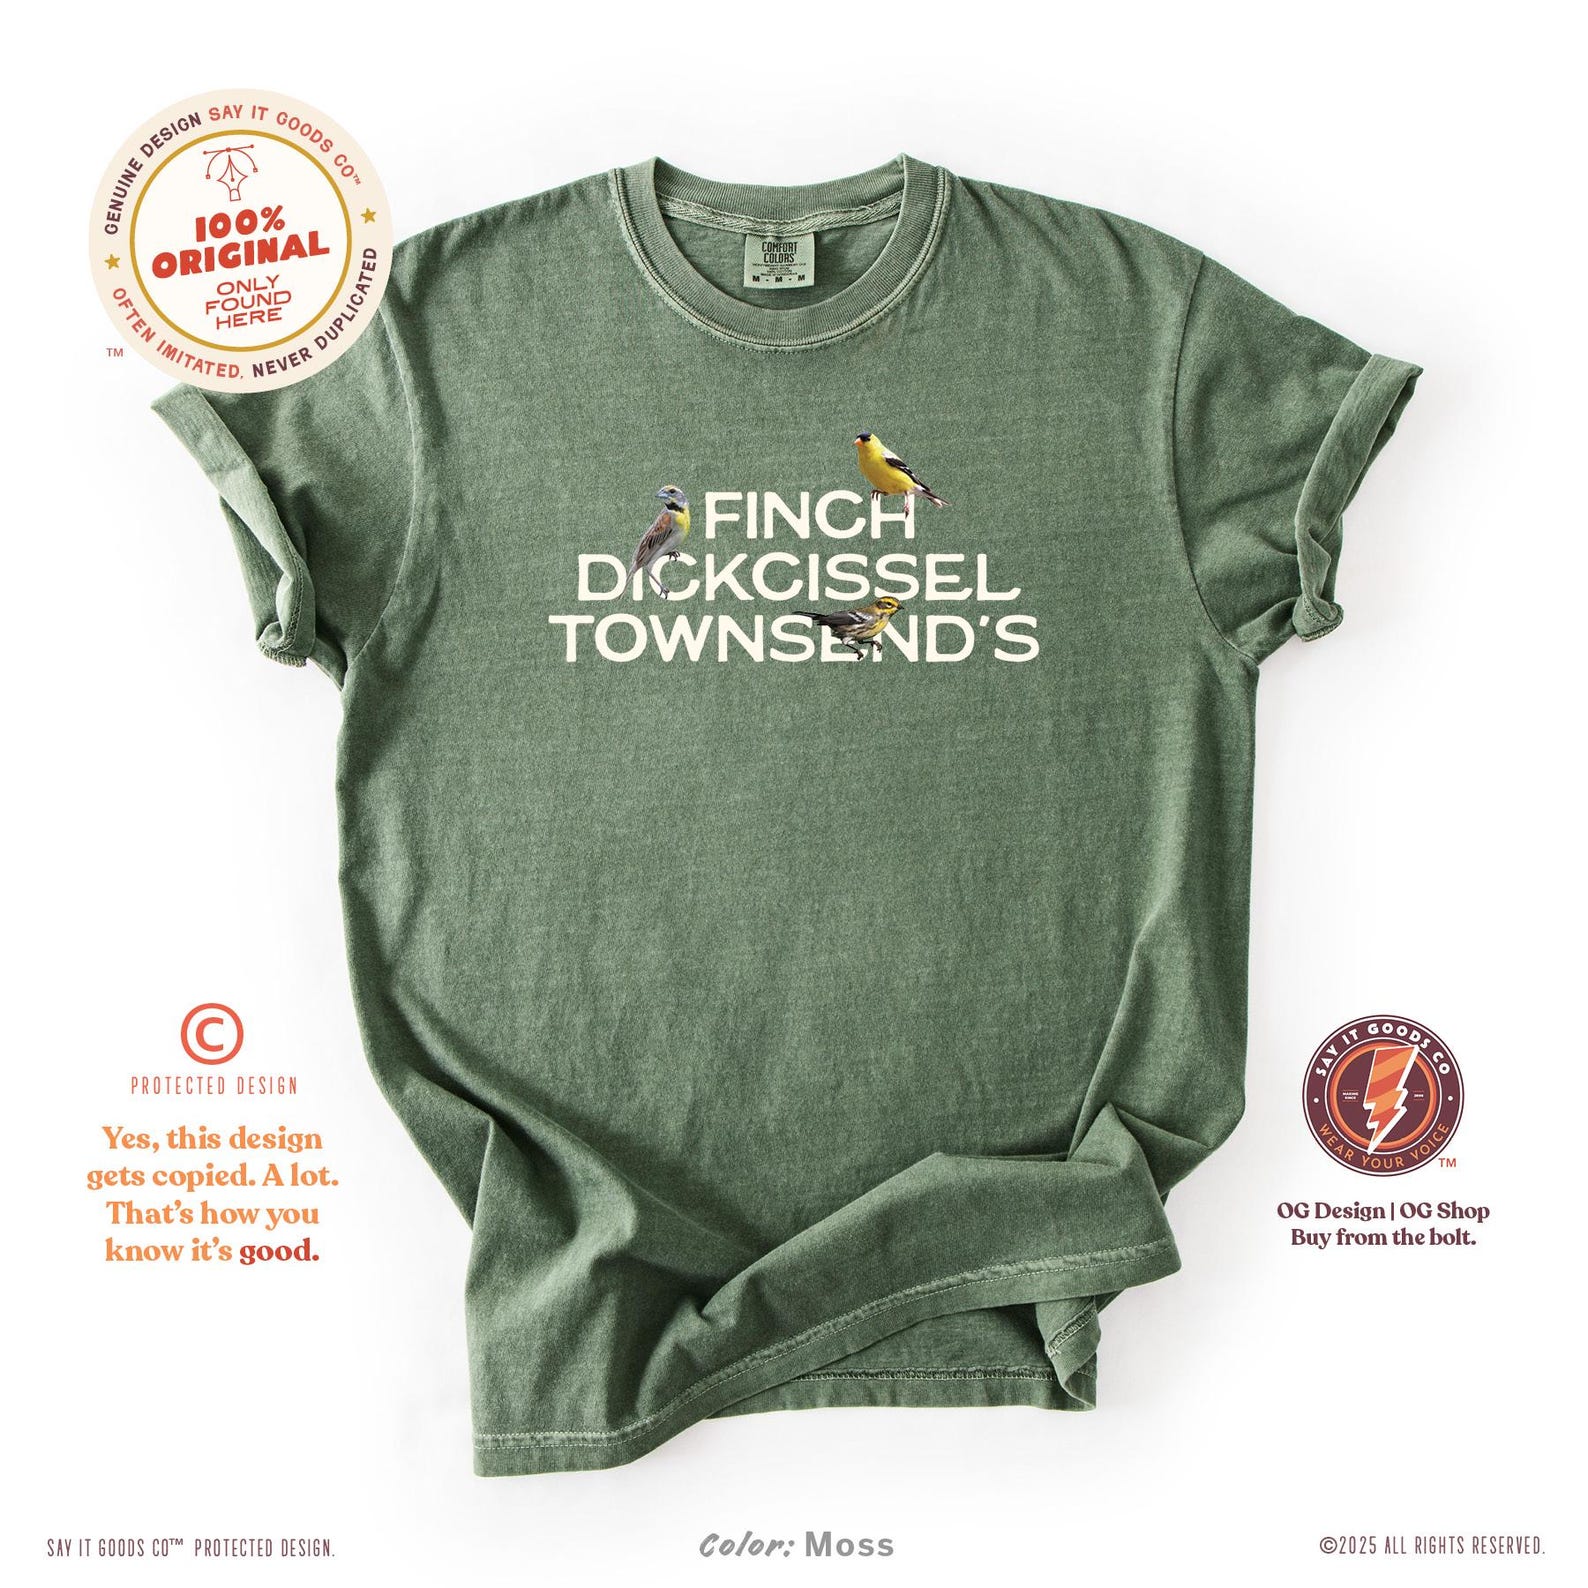 GENUINE DESIGN SAY IT GOODS CO™
100%
ORIGINAL
ONLY
FOUND
HERE
OFTEN IMITATED, NEVER DUPLICATED
TM
COMFORT
COLORS
M - M - M
FINCH
DICKCISSEL
TOWNSEND'S
©
PROTECTED DESIGN
Yes, this design
gets copied. A lot.
That's how you
know it's good.
SAY IT GOODS CO
WEAR YOUR VOICE
TM
OG Design | OG Shop
Buy from the bolt.
SAY IT GOODS CO™ PROTECTED DESIGN.
Color: Moss
©2025 ALL RIGHTS RESERVED.